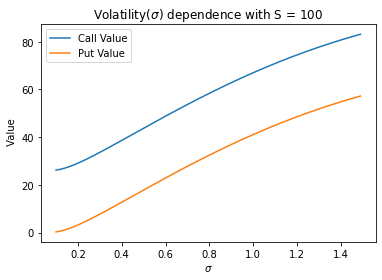 Volatility(σ) dependence with S = 100
Call Value
Put Value
Value
80
60
40
20
0
0.2 0.4 0.6 0.8 1.0 1.2 1.4
σ